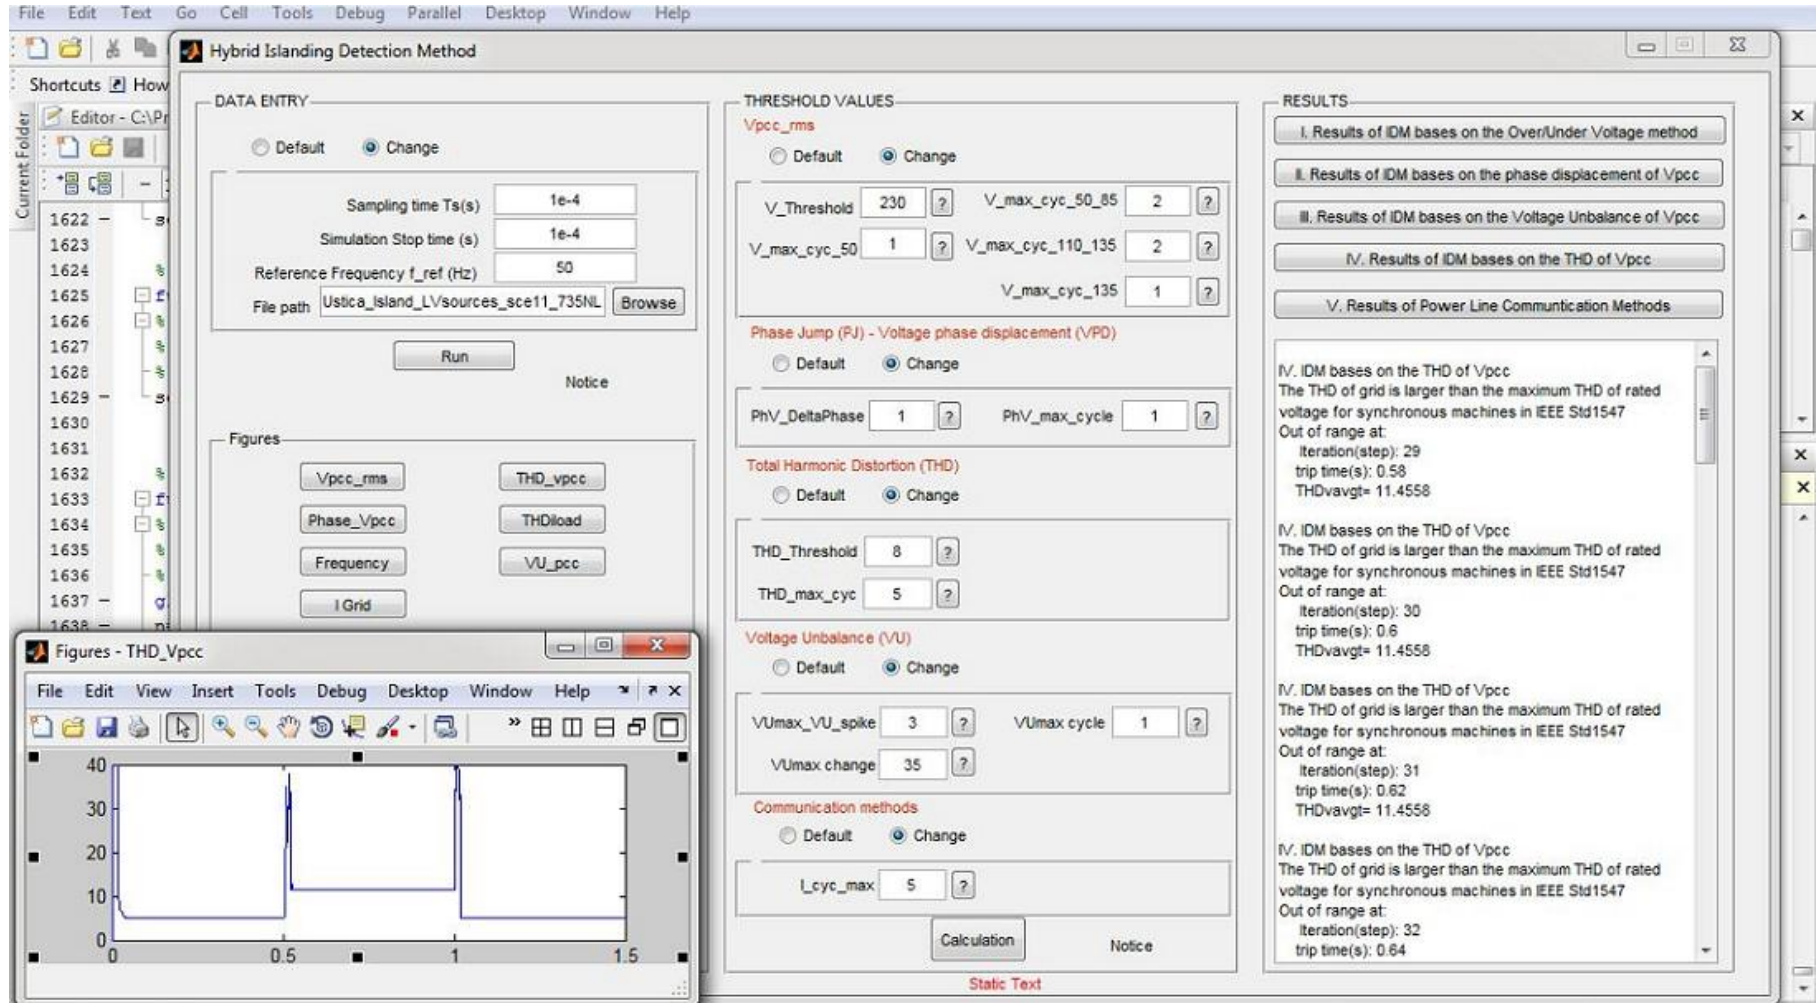 File Edit Text Go Cell Tools Debug Parallel Desktop Window Help
Hybrid Islanding Detection Method
Shortcuts How
Current Folder
Editor - C:\Pr
1622 -
1623
1624 %
1625
1626 %
1627 %
1628 %
1629 -
1630
1631
1632 %
1633
1634 %
1635 %
1636 %
1637 -
1638 -
DATA ENTRY
Default Change
Sampling time Ts(s) 1e-4
Simulation Stop time (s) 1e-4
Reference Frequency f_ref (Hz) 50
File path Ustica_Island_LVsources_sce11_735NL Browse
Run
Notice
Figures
Vpcc_rms THD_vpcc
Phase_Vpcc THDiload
Frequency VU_pcc
I Grid
Figures - THD_Vpcc
File Edit View Insert Tools Debug Desktop Window Help
40
30
20
10
0
0 0.5 1 1.5
THRESHOLD VALUES
Vpcc_rms
Default Change
V_Threshold 230 ? V_max_cyc_50_85 2 ?
V_max_cyc_50 1 ? V_max_cyc_110_135 2 ?
V_max_cyc_135 1 ?
Phase Jump (PJ) - Voltage phase displacement (VPD)
Default Change
PhV_DeltaPhase 1 ? PhV_max_cycle 1 ?
Total Harmonic Distortion (THD)
Default Change
THD_Threshold 8 ?
THD_max_cyc 5 ?
Voltage Unbalance (VU)
Default Change
VUmax_VU_spike 3 ? VUmax cycle 1 ?
VUmax change 35 ?
Communication methods
Default Change
I_cyc_max 5 ?
Calculation Notice
Static Text
RESULTS
I. Results of IDM bases on the Over/Under Voltage method
II. Results of IDM bases on the phase displacement of Vpcc
III. Results of IDM bases on the Voltage Unbalance of Vpcc
IV. Results of IDM bases on the THD of Vpcc
V. Results of Power Line Communtication Methods
IV. IDM bases on the THD of Vpcc
The THD of grid is larger than the maximum THD of rated
voltage for synchronous machines in IEEE Std1547
Out of range at:
Iteration(step): 29
trip time(s): 0.58
THDvavgt= 11.4558
IV. IDM bases on the THD of Vpcc
The THD of grid is larger than the maximum THD of rated
voltage for synchronous machines in IEEE Std1547
Out of range at:
Iteration(step): 30
trip time(s): 0.6
THDvavgt= 11.4558
IV. IDM bases on the THD of Vpcc
The THD of grid is larger than the maximum THD of rated
voltage for synchronous machines in IEEE Std1547
Out of range at:
Iteration(step): 31
trip time(s): 0.62
THDvavgt= 11.4558
IV. IDM bases on the THD of Vpcc
The THD of grid is larger than the maximum THD of rated
voltage for synchronous machines in IEEE Std1547
Out of range at:
Iteration(step): 32
trip time(s): 0.64